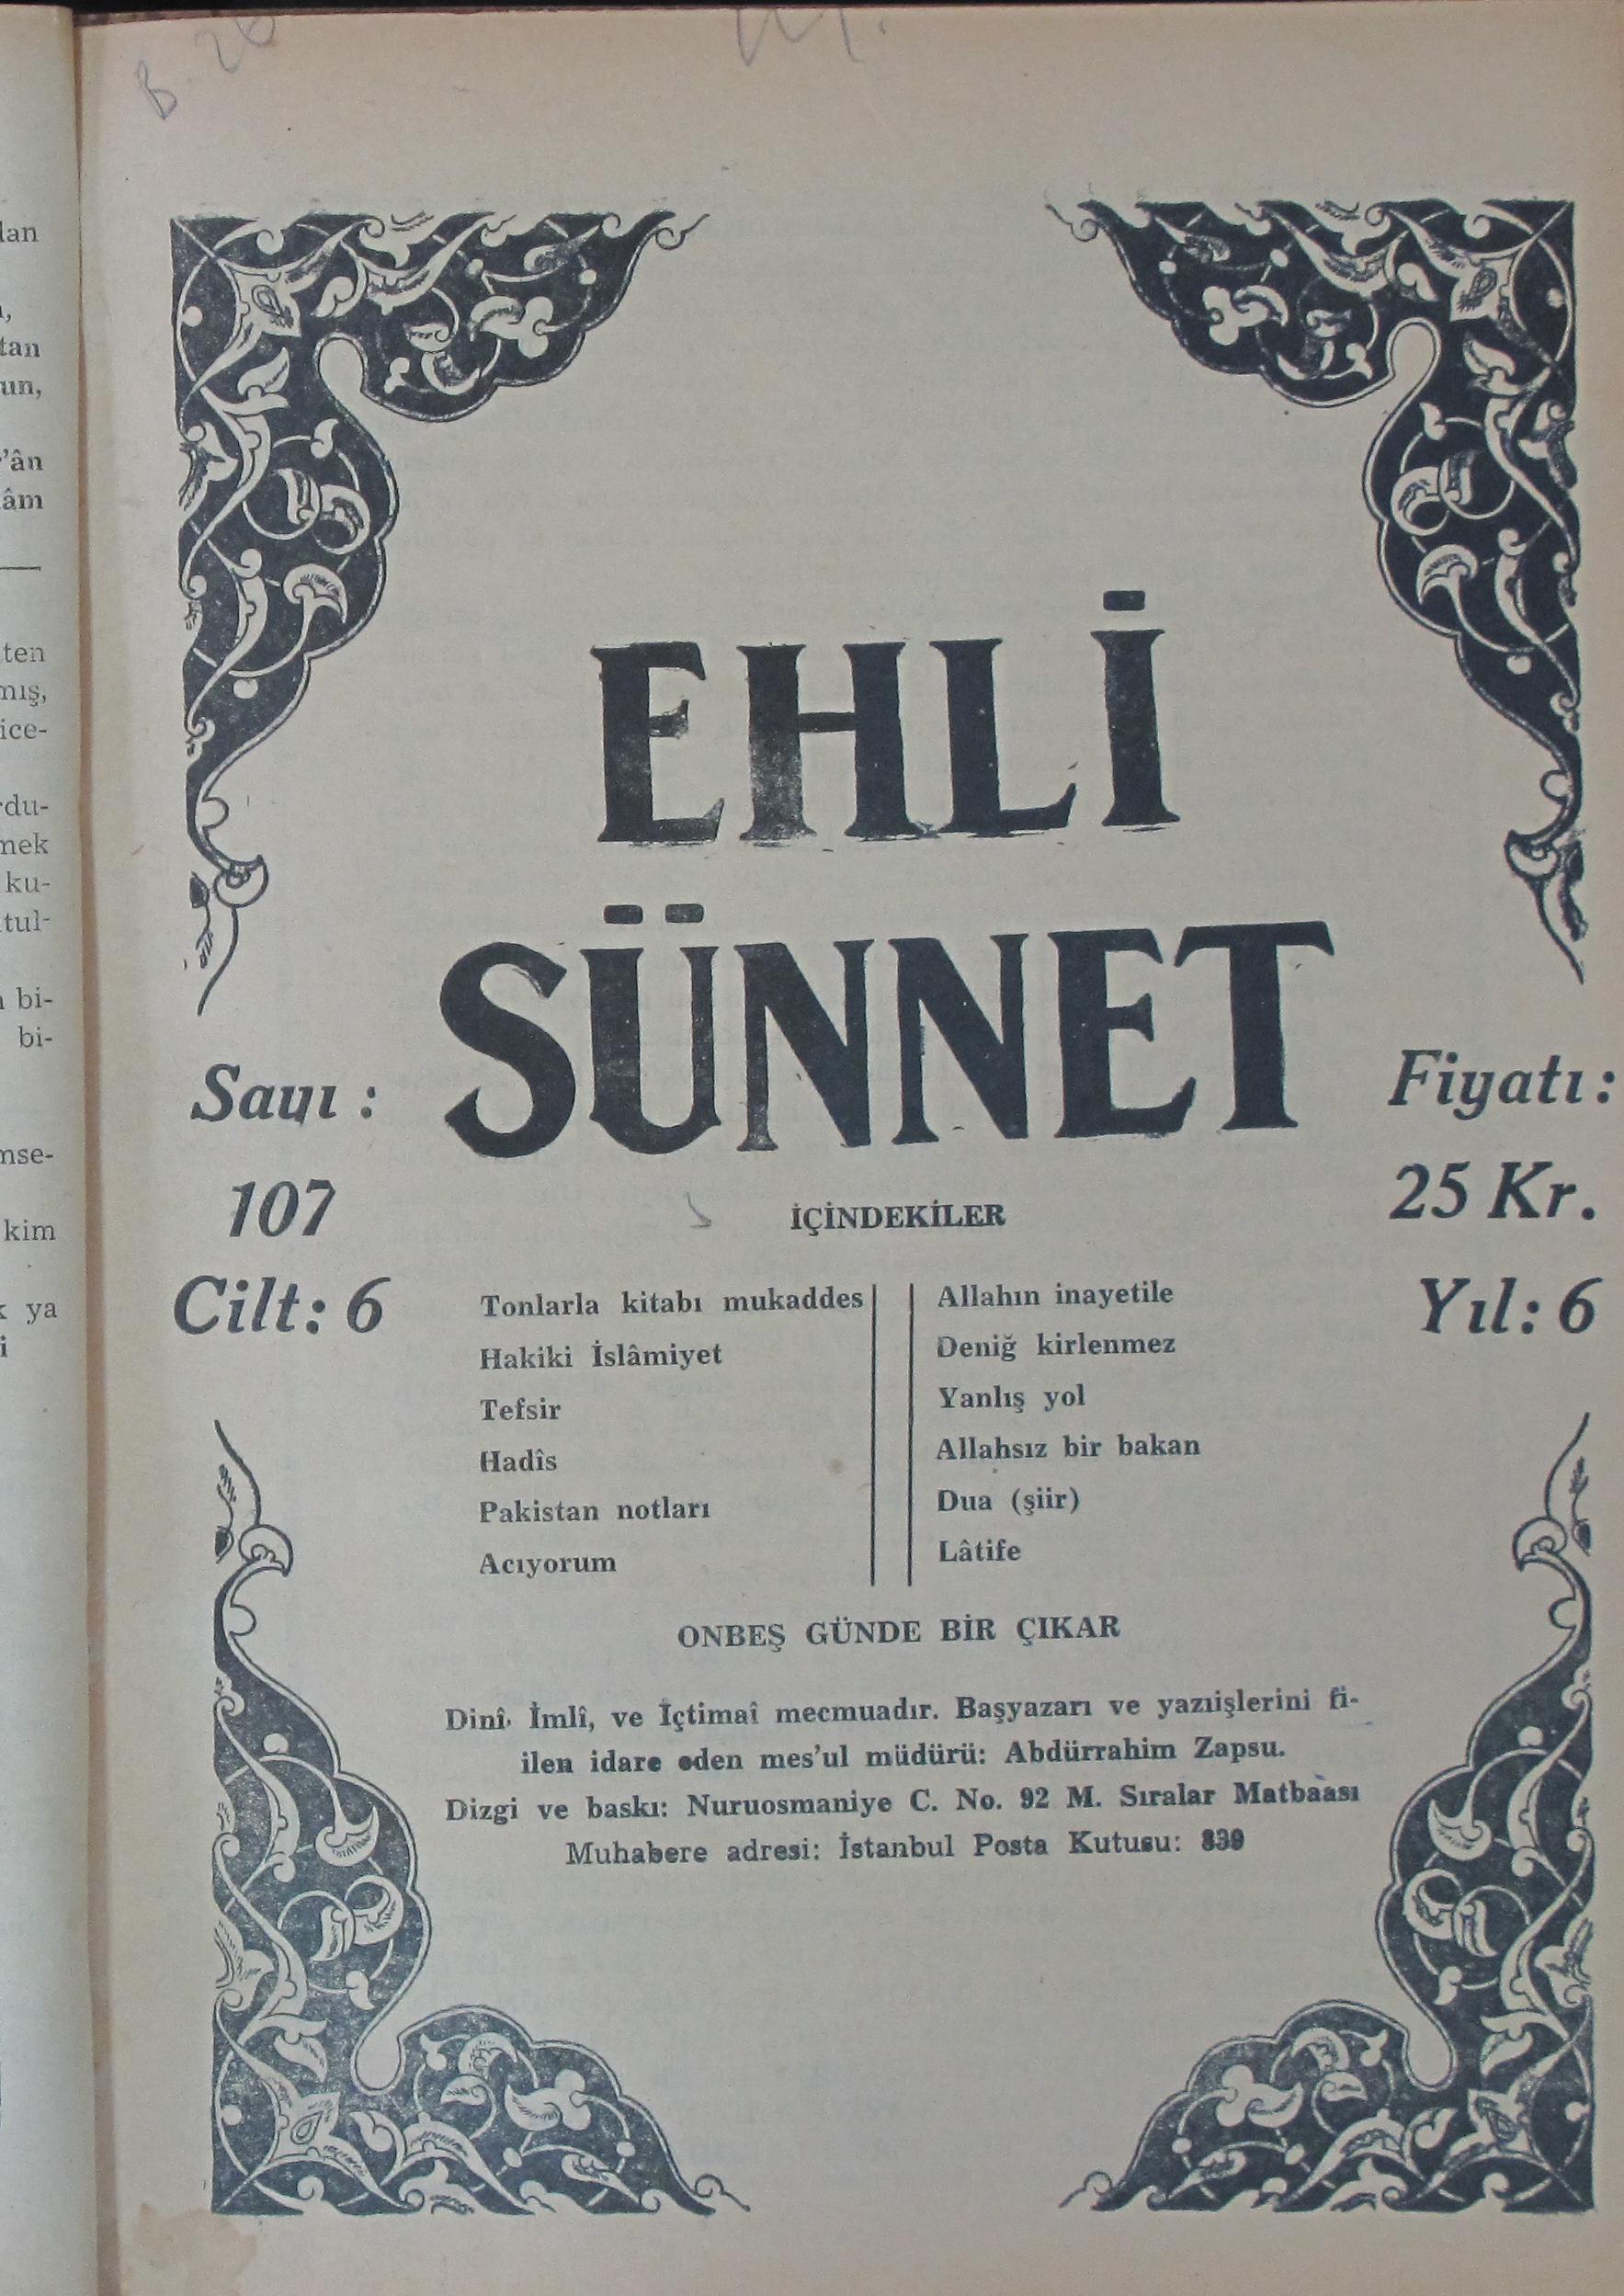 EHLİ
SÜNNET
Sayı :
107
Cilt: 6
Fiyatı :
25 Kr.
Yıl: 6
İÇİNDEKİLER
Tonlarla kitabı mukaddes
Hakiki İslâmiyet
Tefsir
Hadîs
Pakistan notları
Acıyorum
Allahın inayetile
Deniğ kirlenmez
Yanlış yol
Allahsız bir bakan
Dua (şiir)
Lâtife
ONBEŞ GÜNDE BİR ÇIKAR
Dinî, İmlî, ve İçtimaî mecmuadır. Başyazarı ve yazıişlerini fi-
ilen idare eden mes'ul müdürü: Abdürrahim Zapsu.
Dizgi ve baskı: Nuruosmaniye C. No. 92 M. Sıralar Matbaası
Muhabere adresi: İstanbul Posta Kutusu: 839